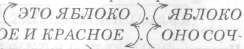 ЭТО ЯБЛОКО ). ( ЯБЛОКО
ОЕ И КРАСНОЕ ). ( ОНО СОЧ-